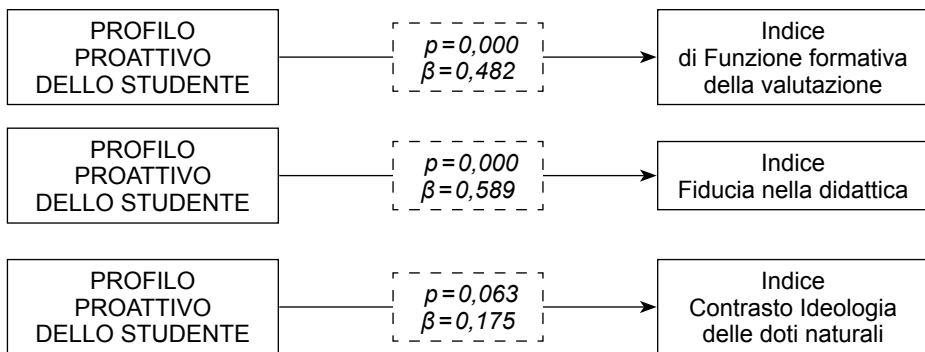 PROFILO
PROATTIVO
DELLO STUDENTE
p=0,000
β=0,482
Indice
di Funzione formativa
della valutazione
PROFILO
PROATTIVO
DELLO STUDENTE
p=0,000
β=0,589
Indice
Fiducia nella didattica
PROFILO
PROATTIVO
DELLO STUDENTE
p=0,063
β=0,175
Indice
Contrasto Ideologia
delle doti naturali